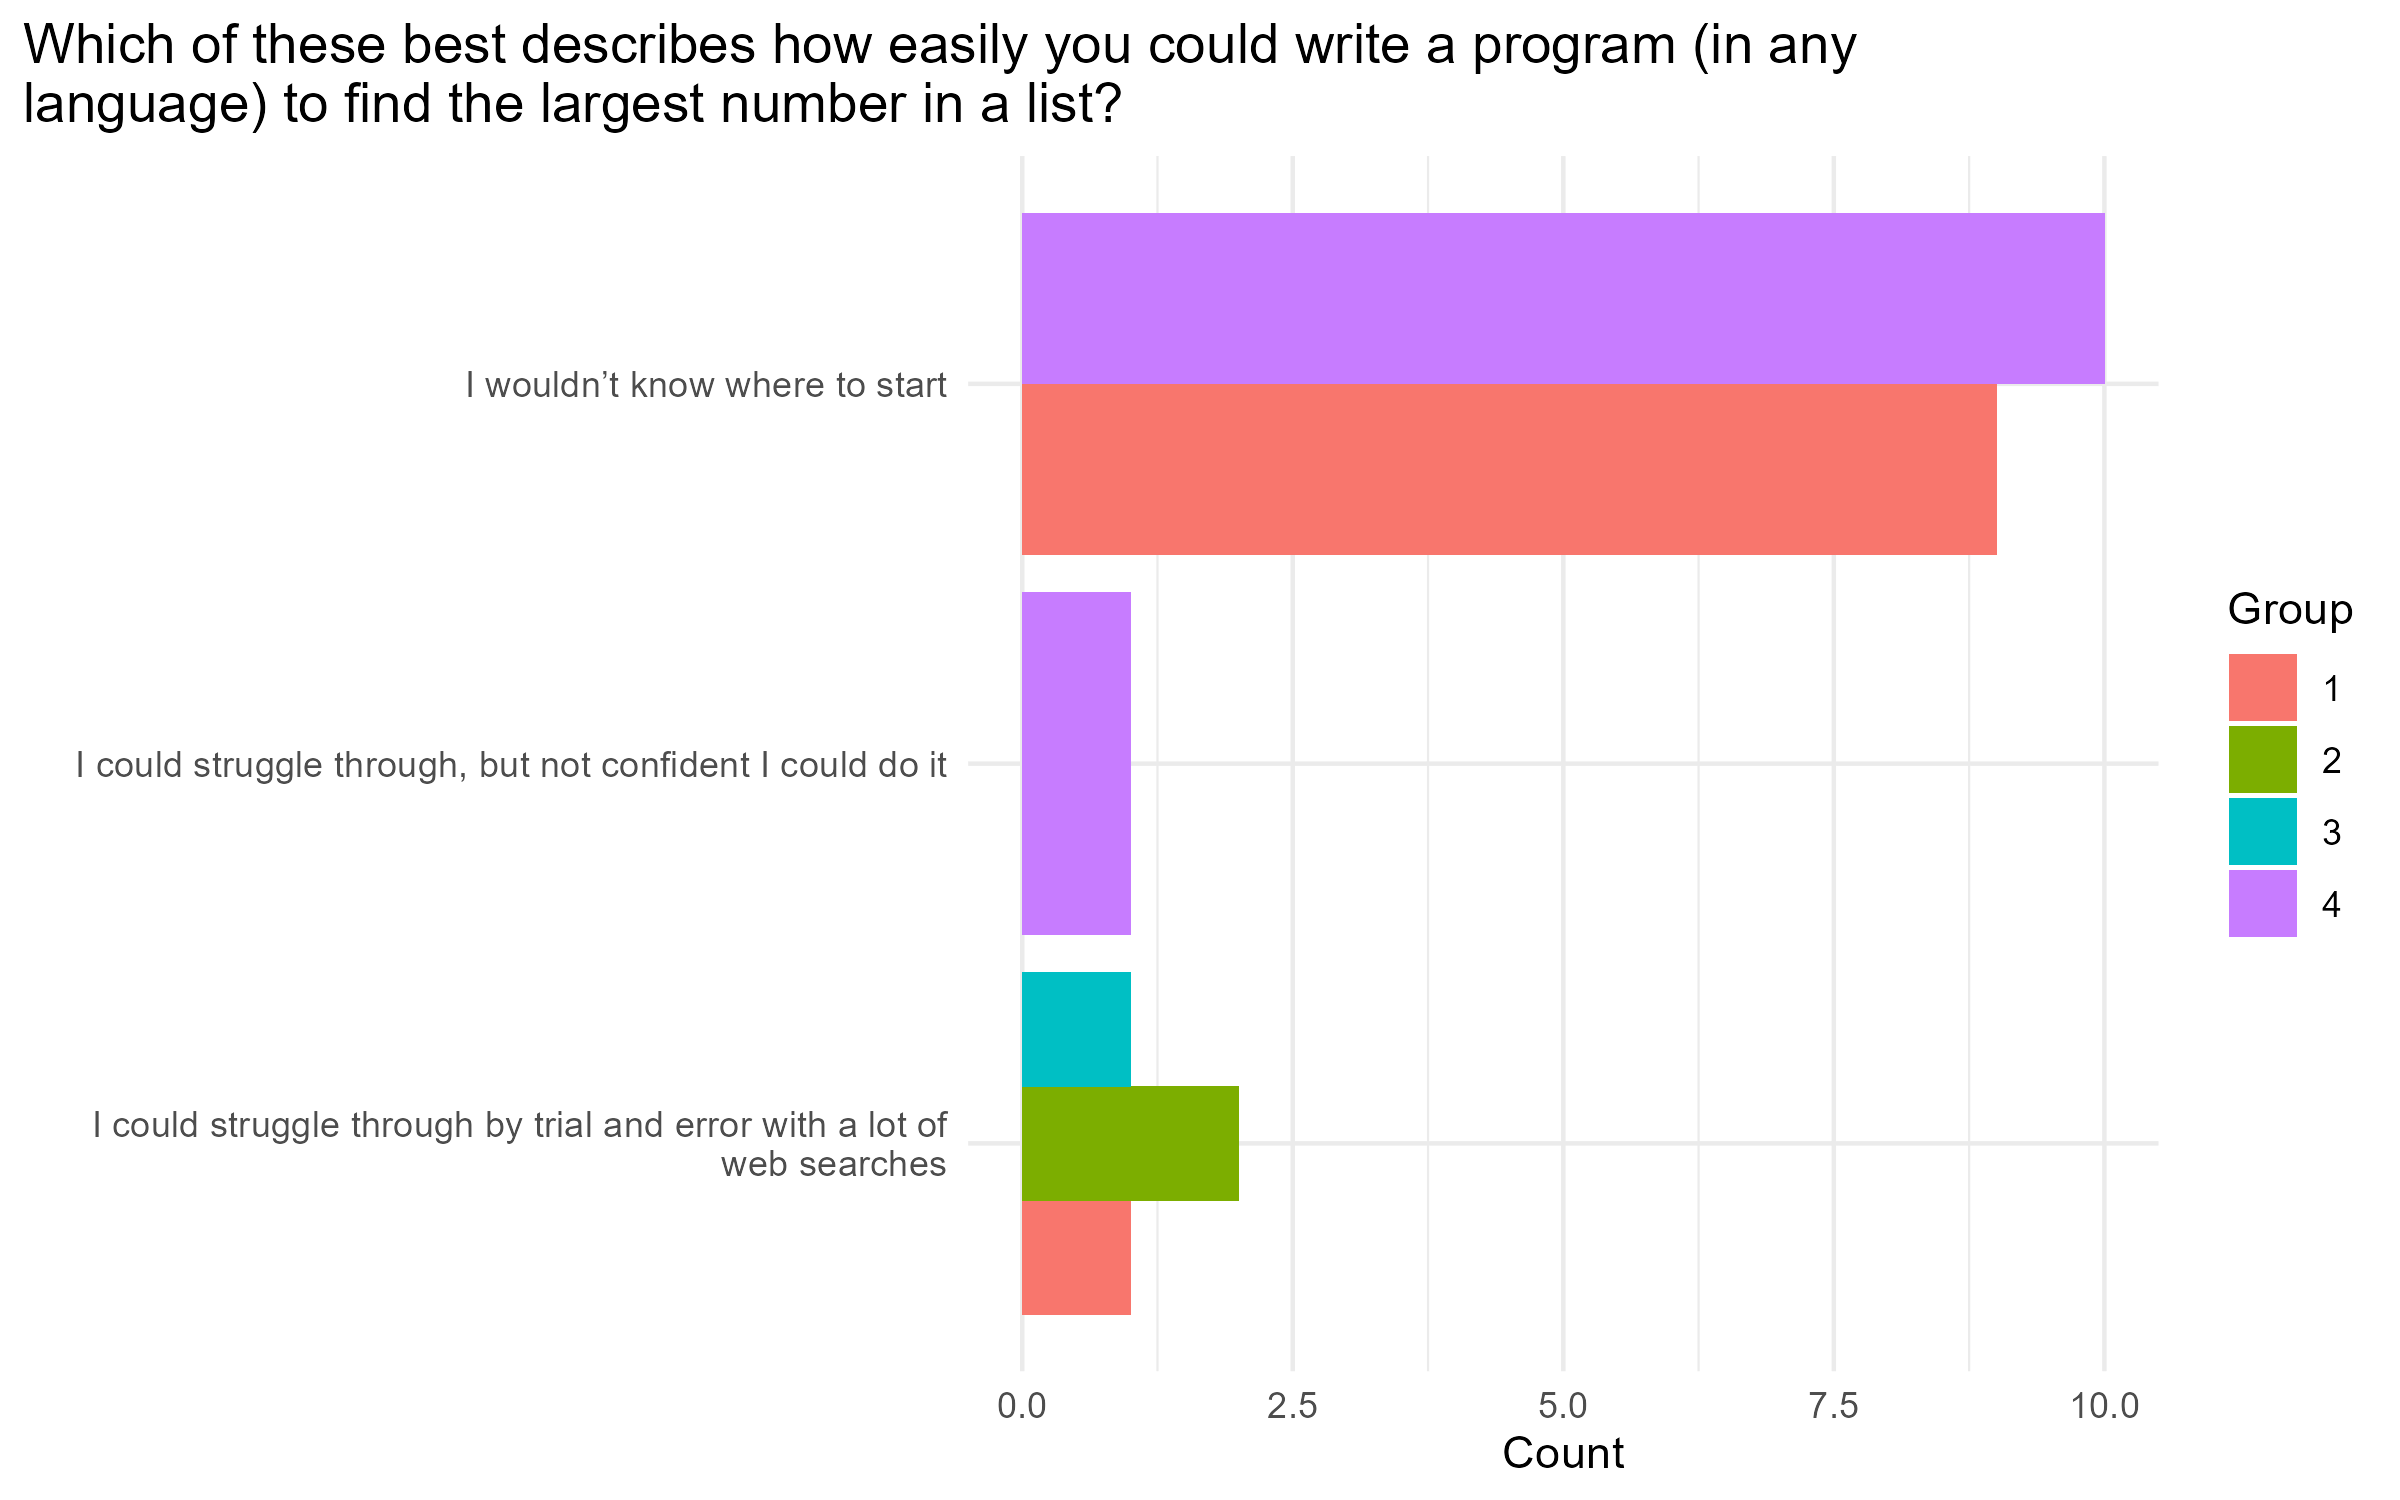 Which of these best describes how easily you could write a program (in any
language) to find the largest number in a list?
I wouldn’t know where to start
I could struggle through, but not confident I could do it
I could struggle through by trial and error with a lot of
web searches
0.0 2.5 5.0 7.5 10.0
Count
Group
1
2
3
4